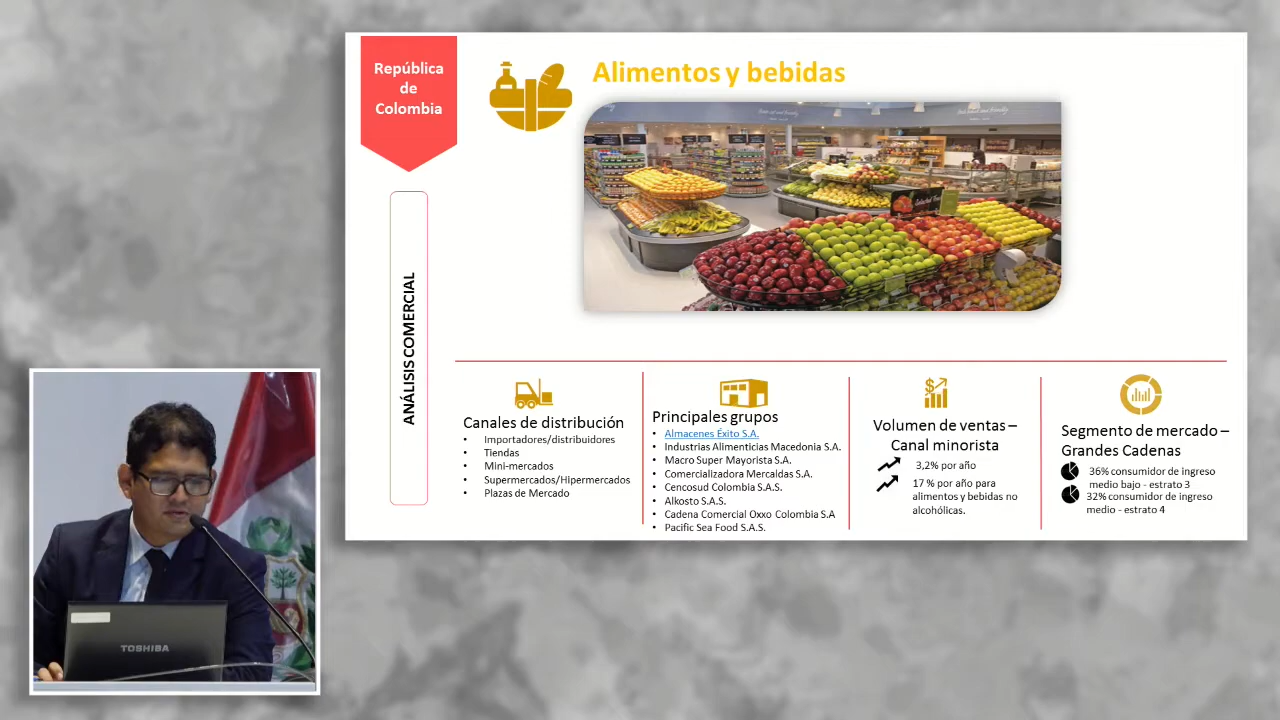 República
de
Colombia
Alimentos y bebidas
ANÁLISIS COMERCIAL
Canales de distribución
• Importadores/distribuidores
• Tiendas
• Mini-mercados
• Supermercados/Hipermercados
• Plazas de Mercado
Principales grupos
• Almacenes Éxito S.A.
• Industrias Alimenticias Macedonia S.A.
• Macro Super Mayorista S.A.
• Comercializadora Mercaldas S.A.
• Cencosud Colombia S.A.S.
• Alkosto S.A.S.
• Cadena Comercial Oxxo Colombia S.A
• Pacific Sea Food S.A.S.
Volumen de ventas –
Canal minorista
3,2% por año
17 % por año para
alimentos y bebidas no
alcohólicas.
Segmento de mercado –
Grandes Cadenas
36% consumidor de ingreso
medio bajo - estrato 3
32% consumidor de ingreso
medio - estrato 4
TOSHIBA